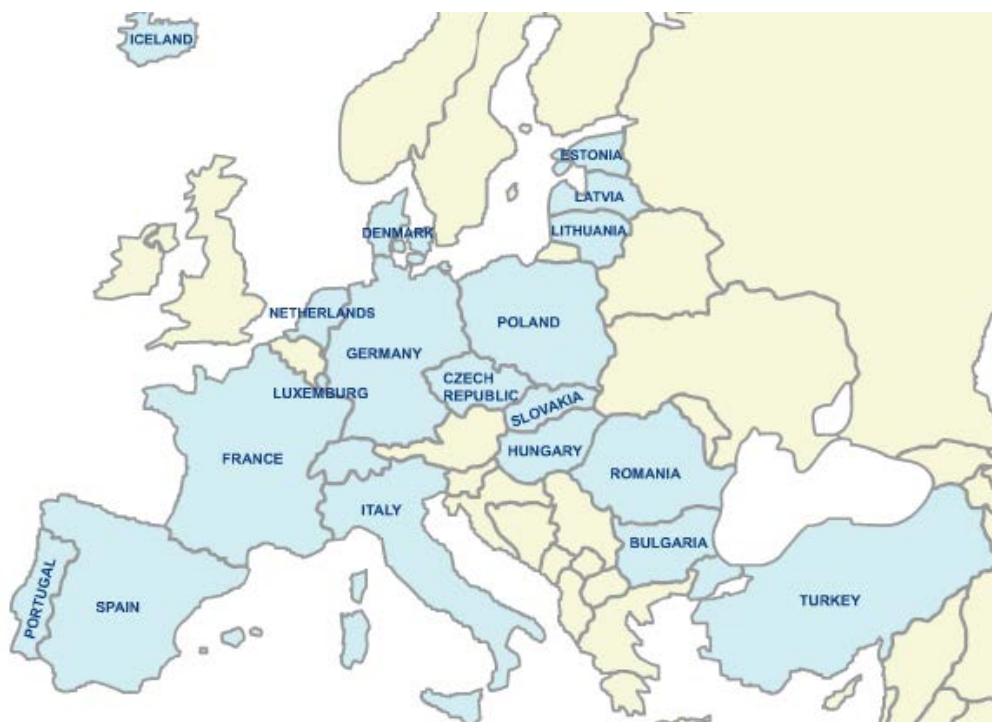 ICELAND
ESTONIA
LATVIA
LITHUANIA
DENMARK
NETHERLANDS
POLAND
GERMANY
CZECH
REPUBLIC
LUXEMBURG
SLOVAKIA
HUNGARY
FRANCE
ROMANIA
ITALY
BULGARIA
PORTUGAL
SPAIN
TURKEY